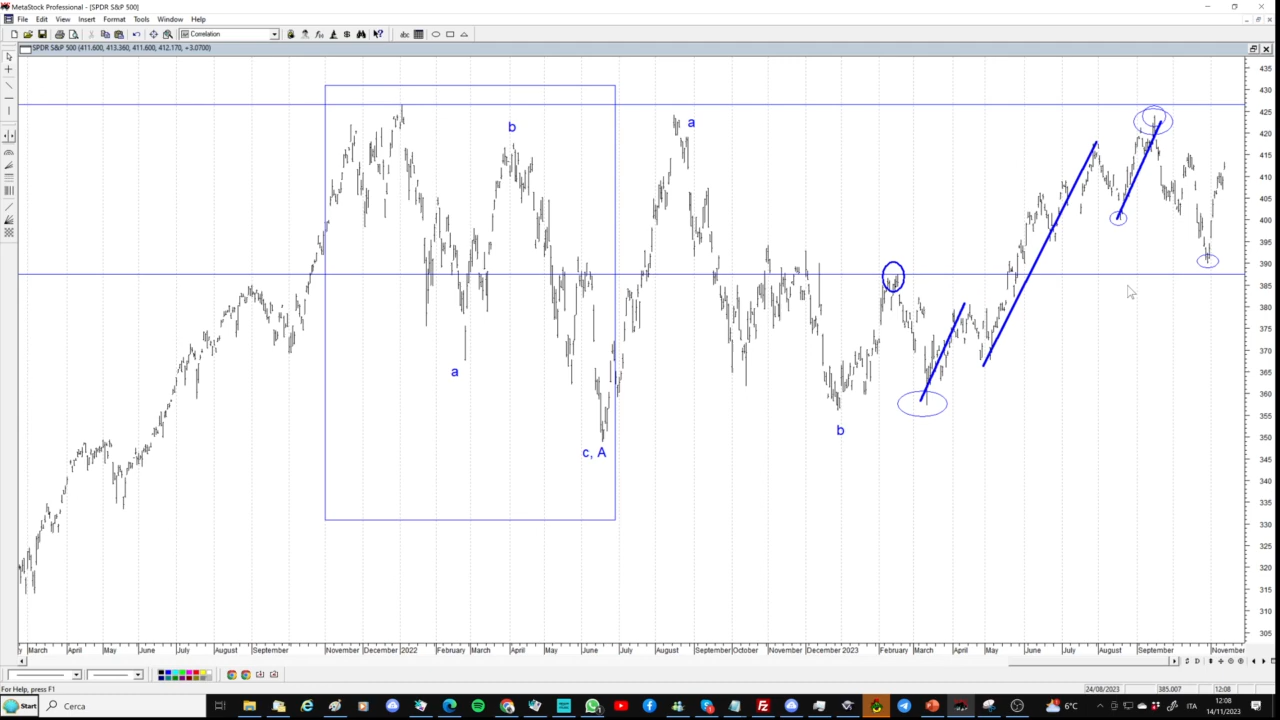 MetaStock Professional - [SPDR S&P 500]
File Edit View Insert Format Tools Window Help
Correlation
abc
SPDR S&P 500 (411.600, 413.360, 411.600, 412.170, +3.0700)
435
430
425
420
415
410
405
400
395
390
385
380
375
370
365
360
355
350
345
340
335
330
325
320
315
310
305
a
b
c, A
a
b
March April May June July August September November December 2022 February March April May June July August September October November December 2023 February March April May June July August September November
For Help, press F1
24/08/2023 385.007 12:08
Start Cerca 6°C ITA 12:08
14/11/2023